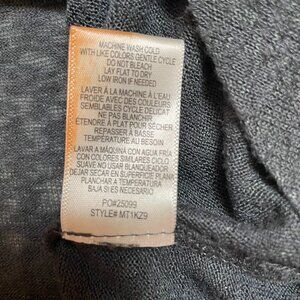 MACHINE WASH COLD
WITH LIKE COLORS GENTLE CYCLE
DO NOT BLEACH
LAY FLAT TO DRY
LOW IRON IF NEEDED
LAVER À LA MACHINE À L'EAU
FROIDE AVEC DES COULEURS
SEMBLABLES CYCLE DÉLICAT
NE PAS BLANCHIR
ÉTENDRE À PLAT POUR SÉCHER
REPASSER À BASSE
TEMPÉRATURE AU BESOIN
LAVAR A MÁQUINA CON AGUA FRÍA
CON COLORES SIMILARES CICLO
SUAVE NO USAR BLANQUEADOR
DEJAR SECAR EN SUPERFICIE PLANA
PLANCHAR A TEMPERATURA
BAJA SI ES NECESARIO
PO#25099
STYLE# MT1KZ9